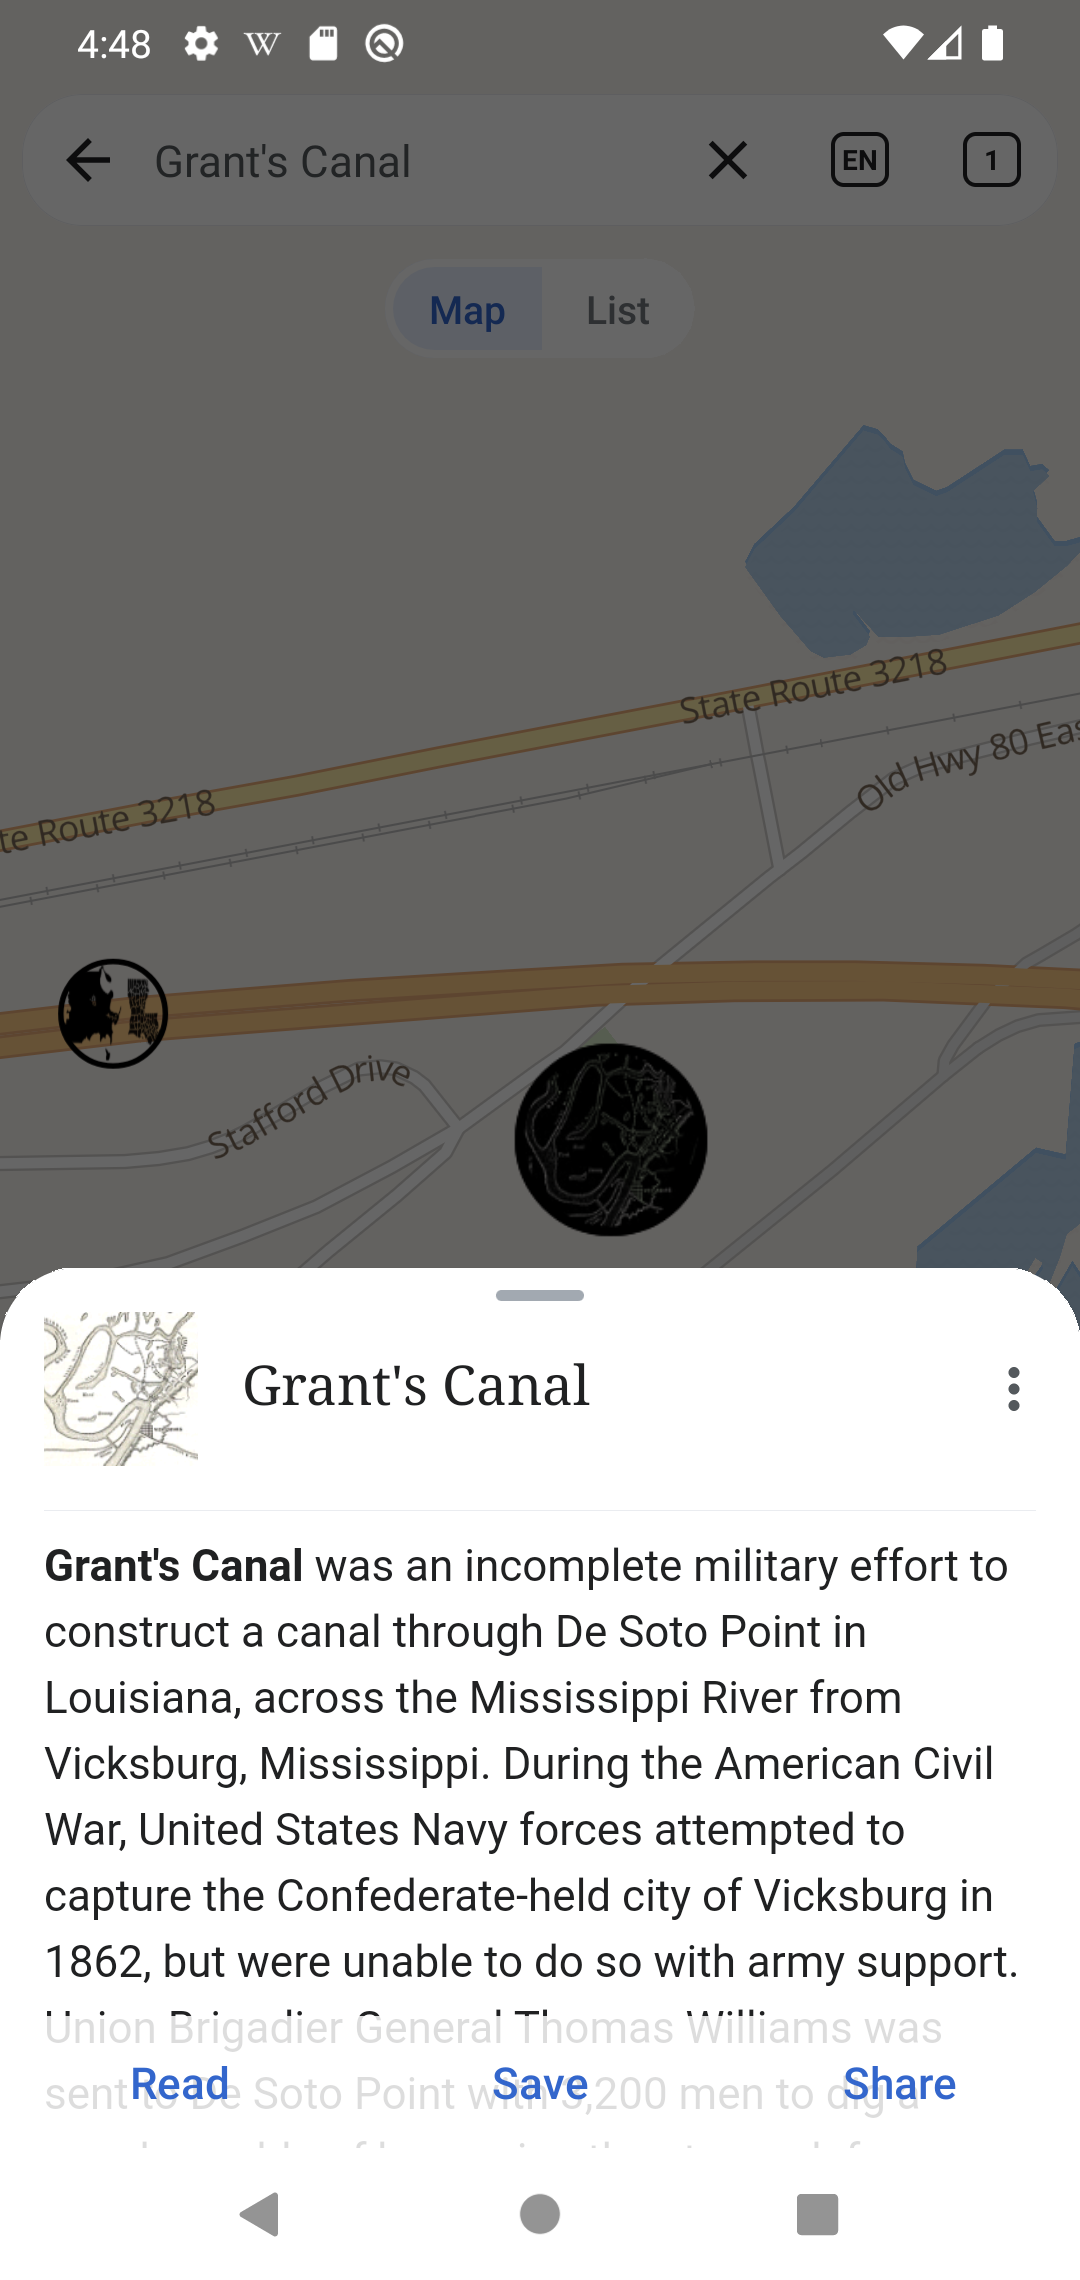 4:48
W
Grant's Canal
EN
1
Map
List
State Route 3218
Old Hwy 80 Eas
te Route 3218
Stafford Drive
Grant's Canal
Grant's Canal was an incomplete military effort to
construct a canal through De Soto Point in
Louisiana, across the Mississippi River from
Vicksburg, Mississippi. During the American Civil
War, United States Navy forces attempted to
capture the Confederate-held city of Vicksburg in
1862, but were unable to do so with army support.
Union Brigadier General Thomas Williams was
sent to De Soto Point with 3,200 men to dig a
Read
Save
Share